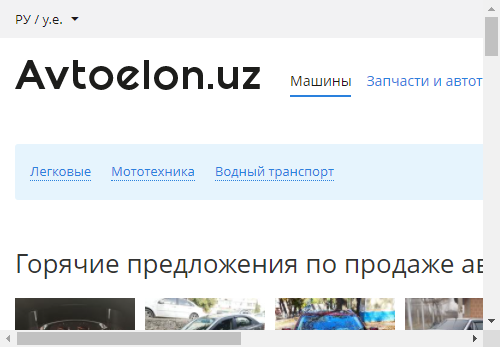 РУ / у.е.
Avtoelon.uz
Машины Запчасти и автот
Легковые Мототехника Водный транспорт
Горячие предложения по продаже ав